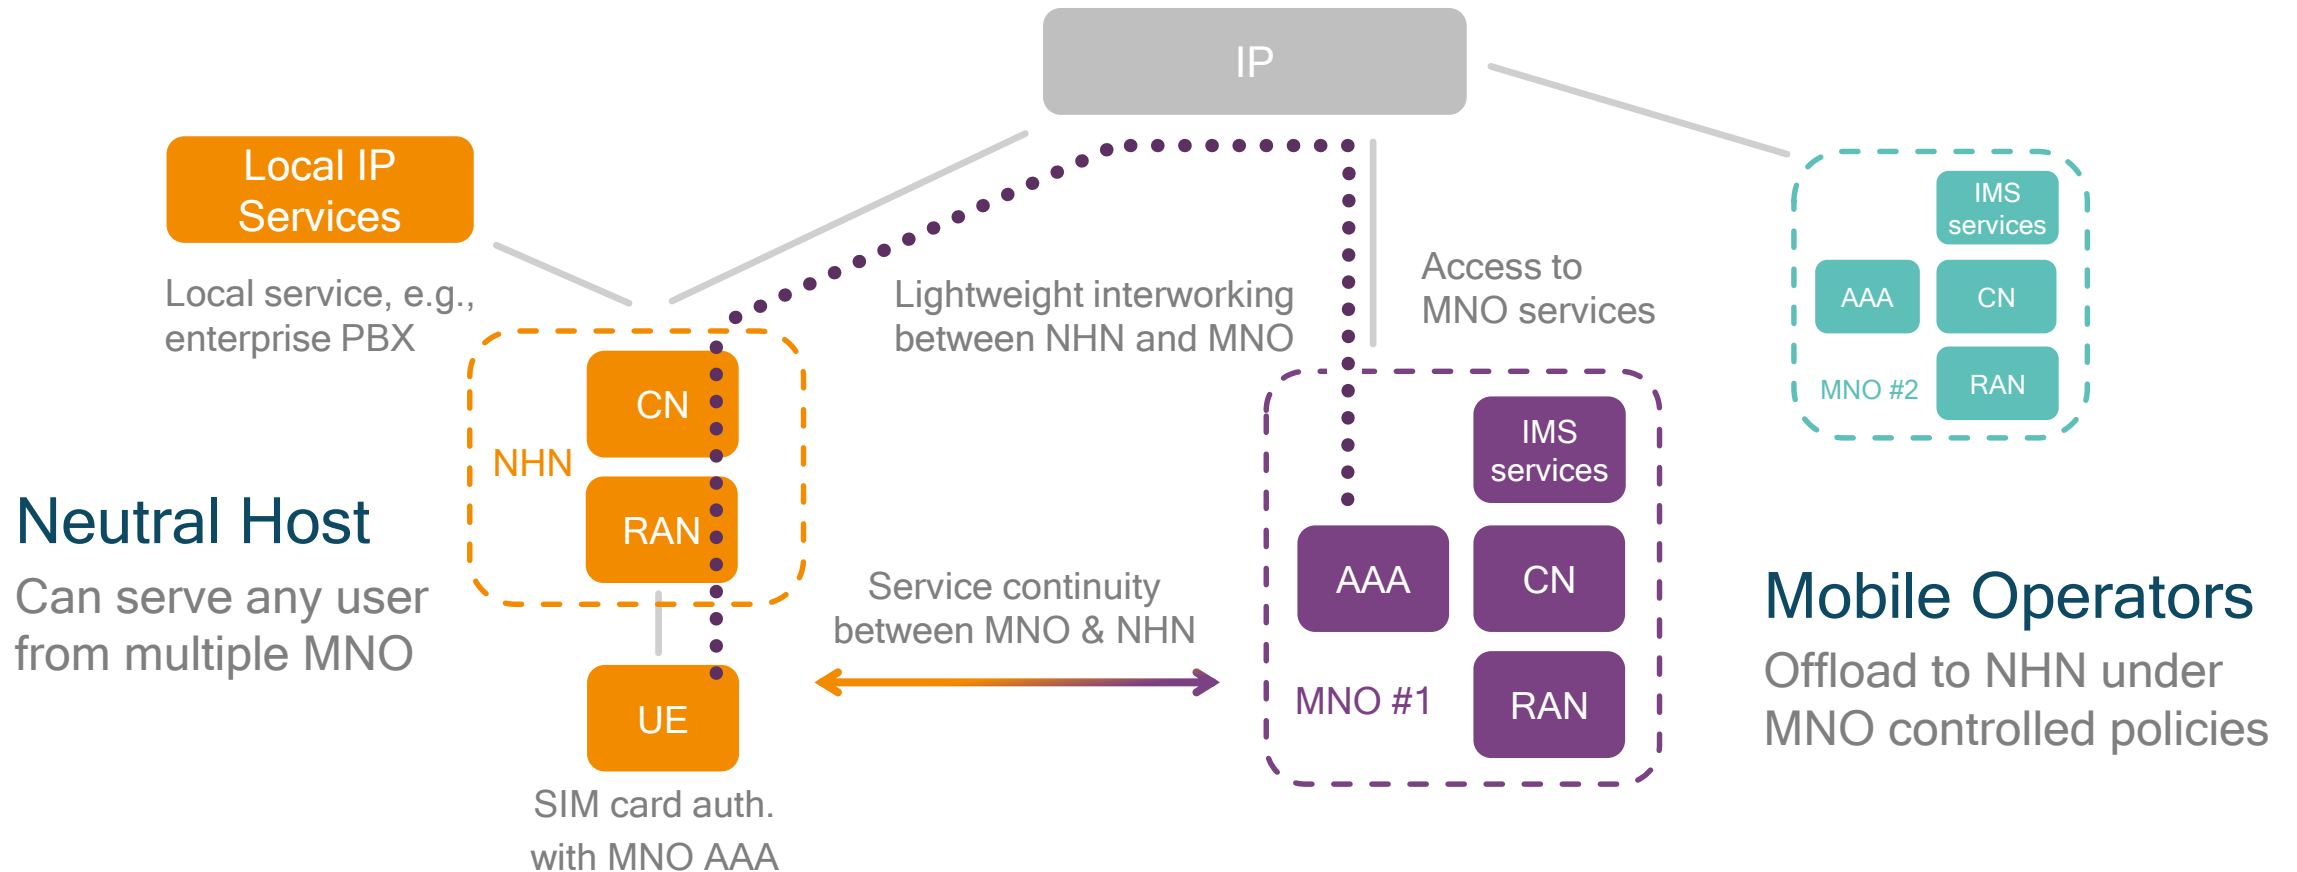 IP
Local IP
Services
Local service, e.g.,
enterprise PBX
Lightweight interworking
between NHN and MNO
Access to
MNO services
IMS
services
AAA
CN
MNO #2
RAN
CN
NHN
RAN
Neutral Host
Can serve any user
from multiple MNO
UE
SIM card auth.
with MNO AAA
Service continuity
between MNO & NHN
IMS
services
AAA
CN
MNO #1
RAN
Mobile Operators
Offload to NHN under
MNO controlled policies